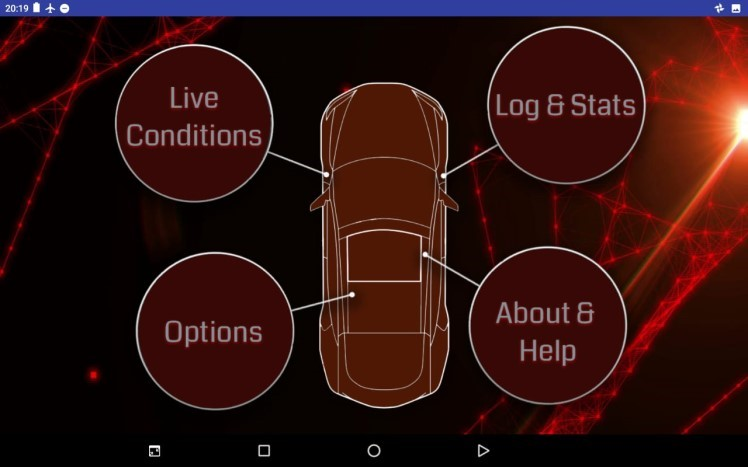 20:19
Live
Conditions
Log & Stats
Options
About &
Help